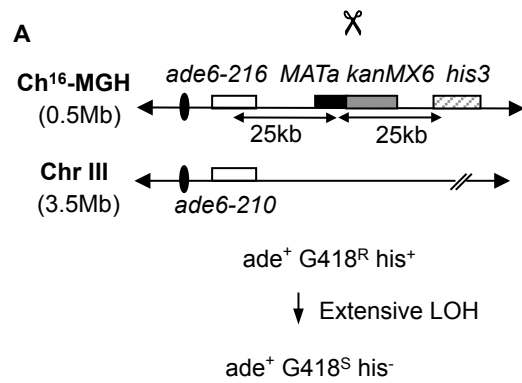 A
ade6-216 MATa kanMX6 his3
Ch¹⁶-MGH
(0.5Mb)
25kb 25kb
Chr III
(3.5Mb)
ade6-210
ade⁺ G418ᴿ his⁺
Extensive LOH
ade⁺ G418ˢ his⁻